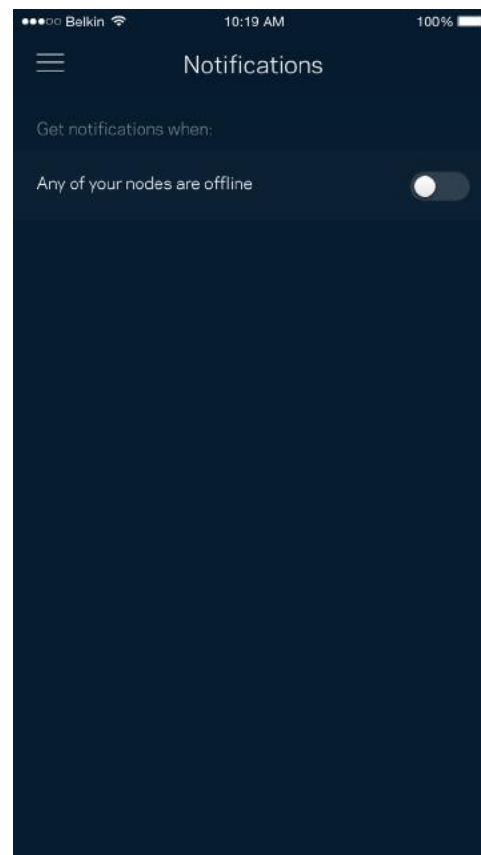 Belkin 10:19 AM 100%
Notifications
Get notifications when:
Any of your nodes are offline